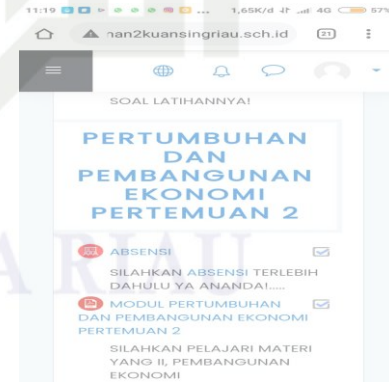 11:19 ... 1,65K/d 4G 57%
nan2kuansingriau.sch.id 21
SOAL LATIHANNYA!
PERTUMBUHAN
DAN
PEMBANGUNAN
EKONOMI
PERTEMUAN 2
ABSENSI
SILAHKAN ABSENSI TERLEBIH
DAHULU YA ANANDA!.....
MODUL PERTUMBUHAN
DAN PEMBANGUNAN EKONOMI
PERTEMUAN 2
SILAHKAN PELAJARI MATERI
YANG II, PEMBANGUNAN
EKONOMI
A RIAU